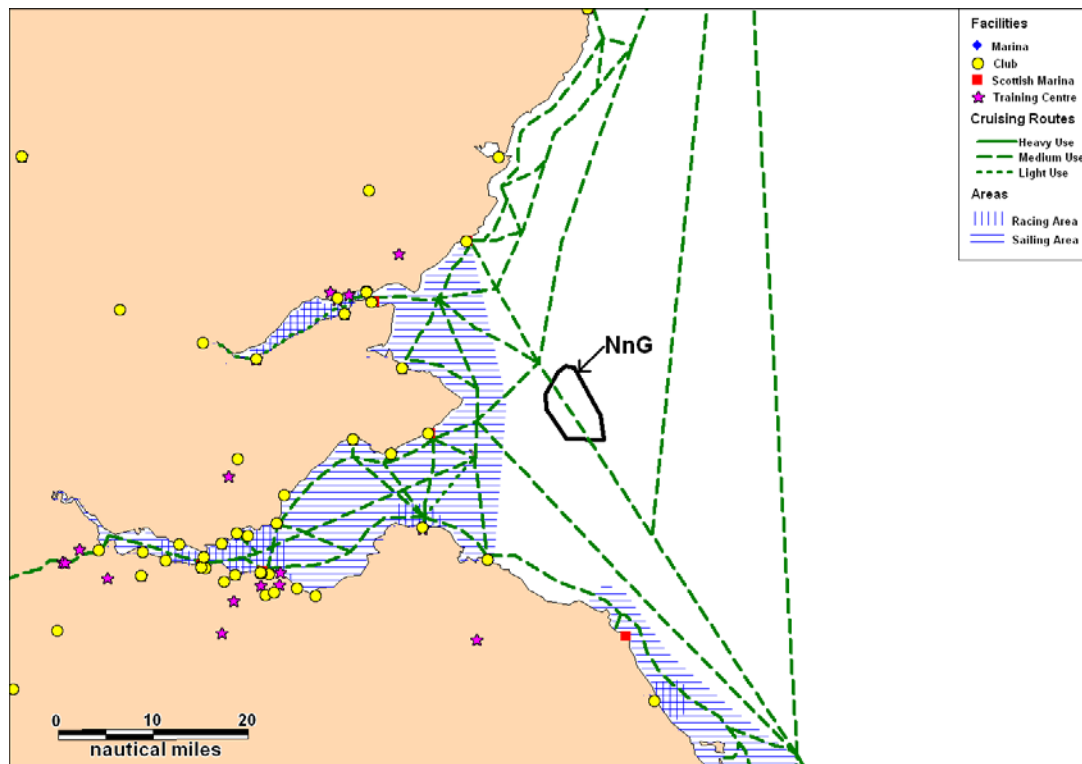 Facilities
Marina
Club
Scottish Marina
Training Centre
Cruising Routes
Heavy Use
Medium Use
Light Use
Areas
Racing Area
Sailing Area
NnG
0 10 20
nautical miles